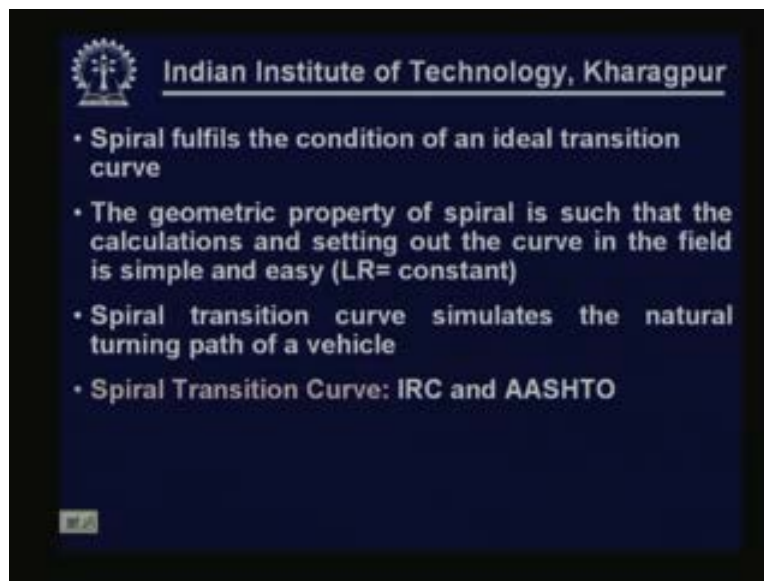 Indian Institute of Technology, Kharagpur
• Spiral fulfils the condition of an ideal transition
curve
• The geometric property of spiral is such that the
calculations and setting out the curve in the field
is simple and easy (LR= constant)
• Spiral transition curve simulates the natural
turning path of a vehicle
• Spiral Transition Curve: IRC and AASHTO